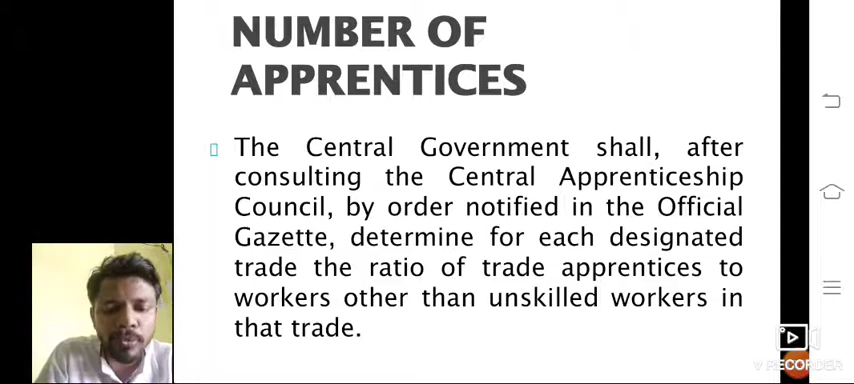 NUMBER OF
APPRENTICES
The Central Government shall, after
consulting the Central Apprenticeship
Council, by order notified in the Official
Gazette, determine for each designated
trade the ratio of trade apprentices to
workers other than unskilled workers in
that trade.
V RECORDER